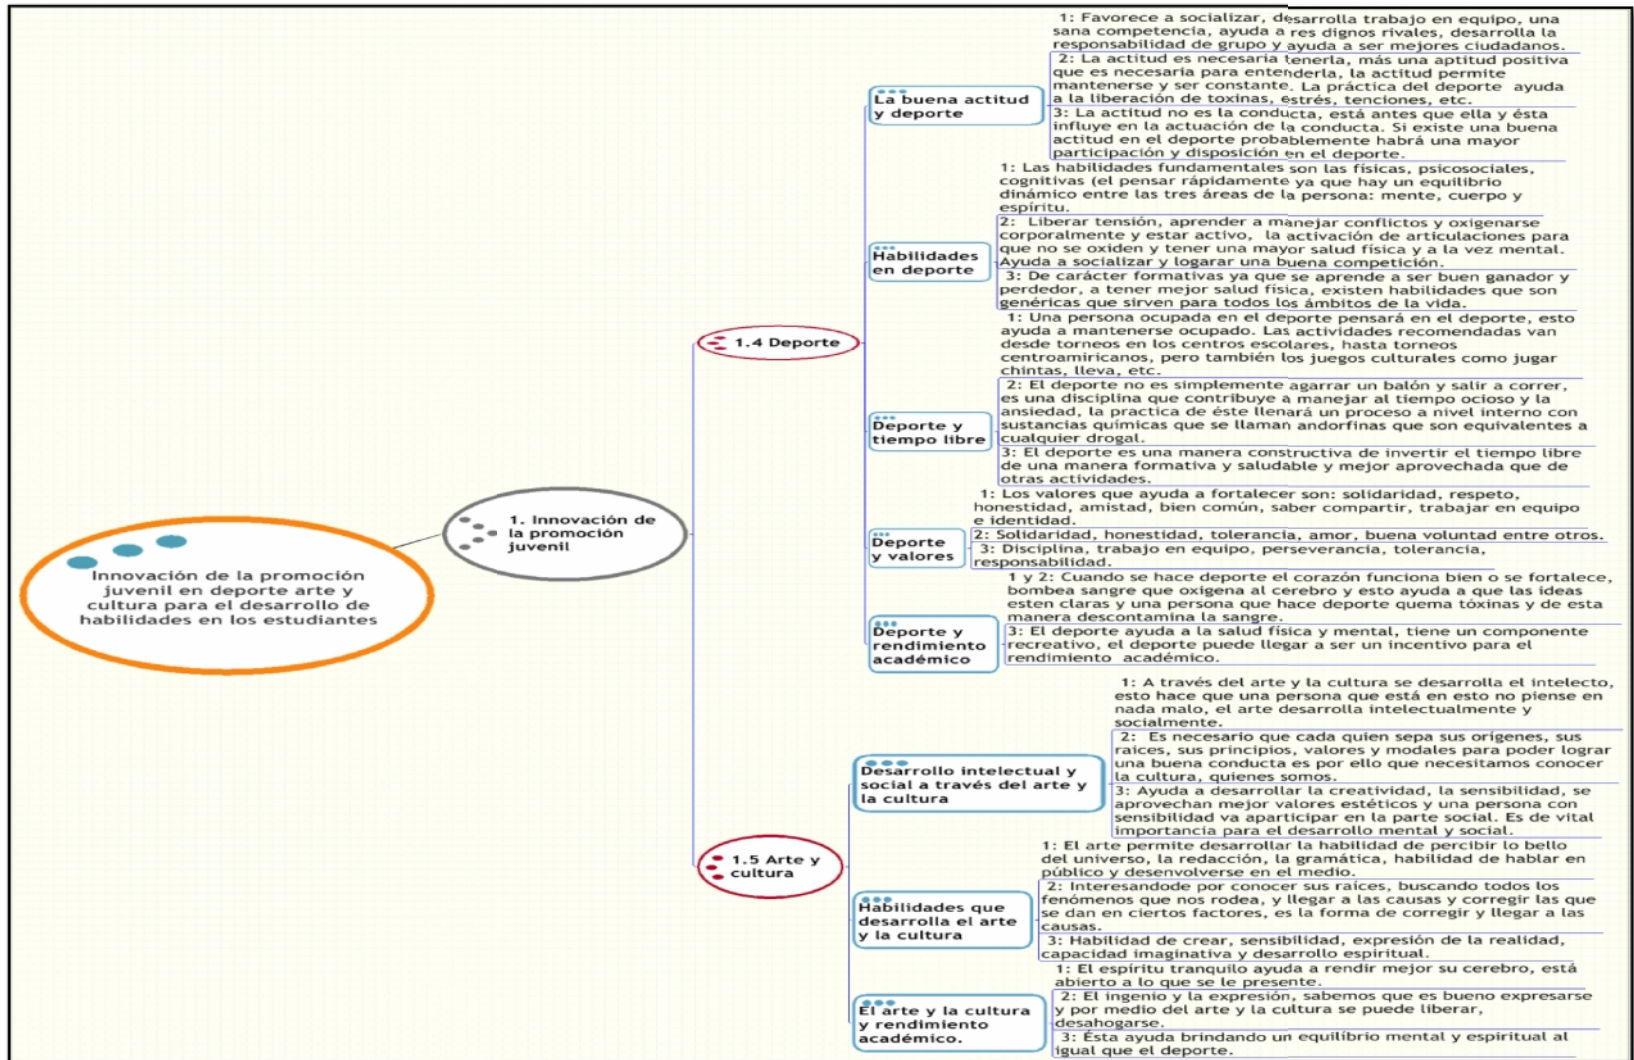 Innovación de la promoción
juvenil en deporte arte y
cultura para el desarrollo de
habilidades en los estudiantes
1. Innovación de
la promoción
juvenil
1.4 Deporte
La buena actitud
y deporte
1: Favorece a socializar, desarrolla trabajo en equipo, una
sana competencia, ayuda a res dignos rivales, desarrolla la
responsabilidad de grupo y ayuda a ser mejores ciudadanos.
2: La actitud es necesaria tenerla, más una aptitud positiva
que es necesaria para entenderla, la actitud permite
mantenerse y ser constante. La práctica del deporte ayuda
a la liberación de toxinas, estrés, tenciones, etc.
3: La actitud no es la conducta, está antes que ella y ésta
influye en la actuación de la conducta. Si existe una buena
actitud en el deporte probablemente habrá una mayor
participación y disposición en el deporte.
Habilidades
en deporte
1: Las habilidades fundamentales son las físicas, psicosociales,
cognitivas (el pensar rápidamente ya que hay un equilibrio
dinámico entre las tres áreas de la persona: mente, cuerpo y
espíritu.
2: Liberar tensión, aprender a manejar conflictos y oxigenarse
corporalmente y estar activo, la activación de articulaciones para
que no se oxiden y tener una mayor salud física y a la vez mental.
Ayuda a socializar y logarar una buena competición.
3: De carácter formativas ya que se aprende a ser buen ganador y
perdedor, a tener mejor salud física, existen habilidades que son
genéricas que sirven para todos los ámbitos de la vida.
Deporte y
tiempo libre
1: Una persona ocupada en el deporte pensará en el deporte, esto
ayuda a mantenerse ocupado. Las actividades recomendadas van
desde torneos en los centros escolares, hasta torneos
centroamiricanos, pero también los juegos culturales como jugar
chintas, lleva, etc.
2: El deporte no es simplemente agarrar un balón y salir a correr,
es una disciplina que contribuye a manejar al tiempo ocioso y la
ansiedad, la practica de éste llenará un proceso a nivel interno con
sustancias químicas que se llaman andorfinas que son equivalentes a
cualquier drogal.
3: El deporte es una manera constructiva de invertir el tiempo libre
de una manera formativa y saludable y mejor aprovechada que de
otras actividades.
Deporte
y valores
1: Los valores que ayuda a fortalecer son: solidaridad, respeto,
honestidad, amistad, bien común, saber compartir, trabajar en equipo
e identidad.
2: Solidaridad, honestidad, tolerancia, amor, buena voluntad entre otros.
3: Disciplina, trabajo en equipo, perseverancia, tolerancia,
responsabilidad.
Deporte y
rendimiento
académico
1 y 2: Cuando se hace deporte el corazón funciona bien o se fortalece,
bombea sangre que oxigena al cerebro y esto ayuda a que las ideas
esten claras y una persona que hace deporte quema tóxinas y de esta
manera descontamina la sangre.
3: El deporte ayuda a la salud física y mental, tiene un componente
recreativo, el deporte puede llegar a ser un incentivo para el
rendimiento académico.
1.5 Arte y
cultura
Desarrollo intelectual y
social a través del arte y
la cultura
1: A través del arte y la cultura se desarrolla el intelecto,
esto hace que una persona que está en esto no piense en
nada malo, el arte desarrolla intelectualmente y
socialmente.
2: Es necesario que cada quien sepa sus orígenes, sus
raices, sus principios, valores y modales para poder lograr
una buena conducta es por ello que necesitamos conocer
la cultura, quienes somos.
3: Ayuda a desarrollar la creatividad, la sensibilidad, se
aprovechan mejor valores estéticos y una persona con
sensibilidad va aparticipar en la parte social. Es de vital
importancia para el desarrollo mental y social.
Habilidades que
desarrolla el arte
y la cultura
1: El arte permite desarrollar la habilidad de percibir lo bello
del universo, la redacción, la gramática, habilidad de hablar en
público y desenvolverse en el medio.
2: Interesandode por conocer sus raíces, buscando todos los
fenómenos que nos rodea, y llegar a las causas y corregir las que
se dan en ciertos factores, es la forma de corregir y llegar a las
causas.
3: Habilidad de crear, sensibilidad, expresión de la realidad,
capacidad imaginativa y desarrollo espiritual.
El arte y la cultura
y rendimiento
académico.
1: El espíritu tranquilo ayuda a rendir mejor su cerebro, está
abierto a lo que se le presente.
2: El ingenio y la expresión, sabemos que es bueno expresarse
y por medio del arte y la cultura se puede liberar,
desahogarse.
3: Ésta ayuda brindando un equilibrio mental y espiritual al
igual que el deporte.